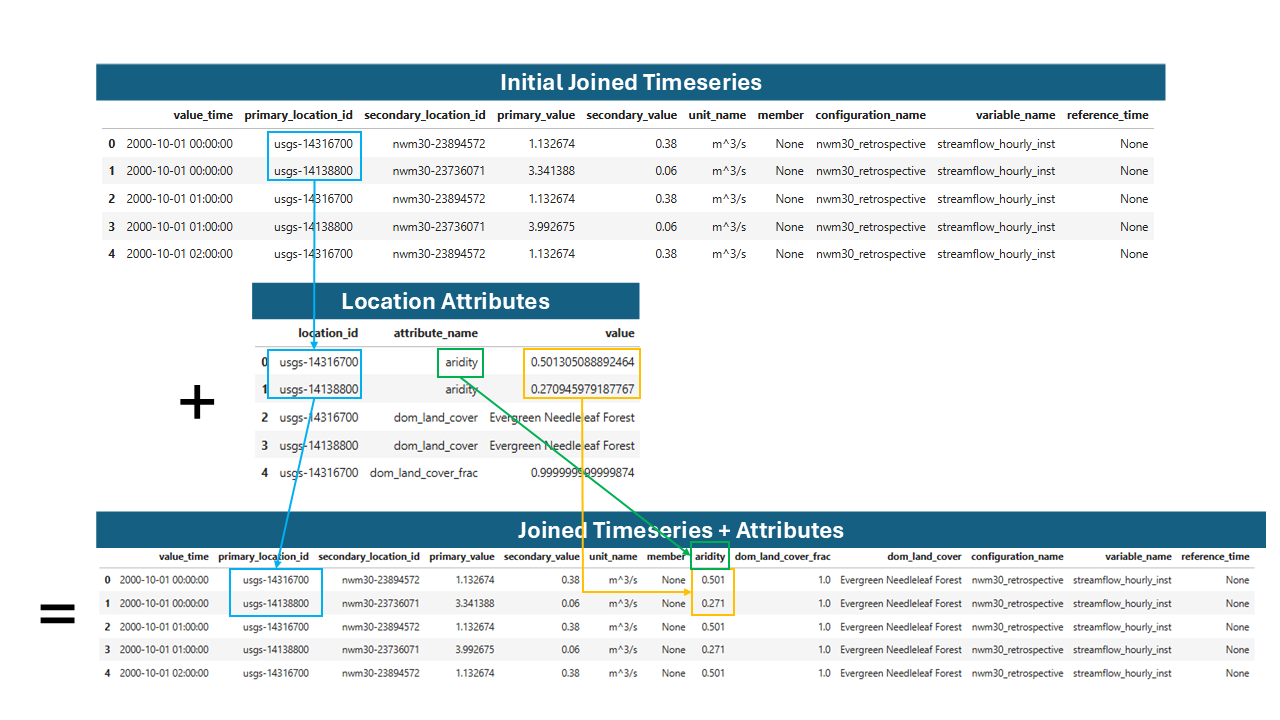 Initial Joined Timeseries
value_time primary_location_id secondary_location_id primary_value secondary_value unit_name member configuration_name variable_name reference_time
0 2000-10-01 00:00:00 usgs-14316700 nwm30-23894572 1.132674 0.38 m^3/s None nwm30_retrospective streamflow_hourly_inst None
1 2000-10-01 00:00:00 usgs-14138800 nwm30-23736071 3.341388 0.06 m^3/s None nwm30_retrospective streamflow_hourly_inst None
2 2000-10-01 01:00:00 usgs-14316700 nwm30-23894572 1.132674 0.38 m^3/s None nwm30_retrospective streamflow_hourly_inst None
3 2000-10-01 01:00:00 usgs-14138800 nwm30-23736071 3.992675 0.06 m^3/s None nwm30_retrospective streamflow_hourly_inst None
4 2000-10-01 02:00:00 usgs-14316700 nwm30-23894572 1.132674 0.38 m^3/s None nwm30_retrospective streamflow_hourly_inst None
Location Attributes
location_id attribute_name value
0 usgs-14316700 aridity 0.501305088892464
1 usgs-14138800 aridity 0.270945979187767
+
2 usgs-14316700 dom_land_cover Evergreen Needleleaf Forest
3 usgs-14138800 dom_land_cover Evergreen Needleleaf Forest
4 usgs-14316700 dom_land_cover_frac 0.999999999999874
Joined Timeseries + Attributes
value_time primary_location_id secondary_location_id primary_value secondary_value unit_name member aridity dom_land_cover_frac dom_land_cover configuration_name variable_name reference_time
0 2000-10-01 00:00:00 usgs-14316700 nwm30-23894572 1.132674 0.38 m^3/s None 0.501 1.0 Evergreen Needleleaf Forest nwm30_retrospective streamflow_hourly_inst None
1 2000-10-01 00:00:00 usgs-14138800 nwm30-23736071 3.341388 0.06 m^3/s None 0.271 1.0 Evergreen Needleleaf Forest nwm30_retrospective streamflow_hourly_inst None
=
2 2000-10-01 01:00:00 usgs-14316700 nwm30-23894572 1.132674 0.38 m^3/s None 0.501 1.0 Evergreen Needleleaf Forest nwm30_retrospective streamflow_hourly_inst None
3 2000-10-01 01:00:00 usgs-14138800 nwm30-23736071 3.992675 0.06 m^3/s None 0.271 1.0 Evergreen Needleleaf Forest nwm30_retrospective streamflow_hourly_inst None
4 2000-10-01 02:00:00 usgs-14316700 nwm30-23894572 1.132674 0.38 m^3/s None 0.501 1.0 Evergreen Needleleaf Forest nwm30_retrospective streamflow_hourly_inst None